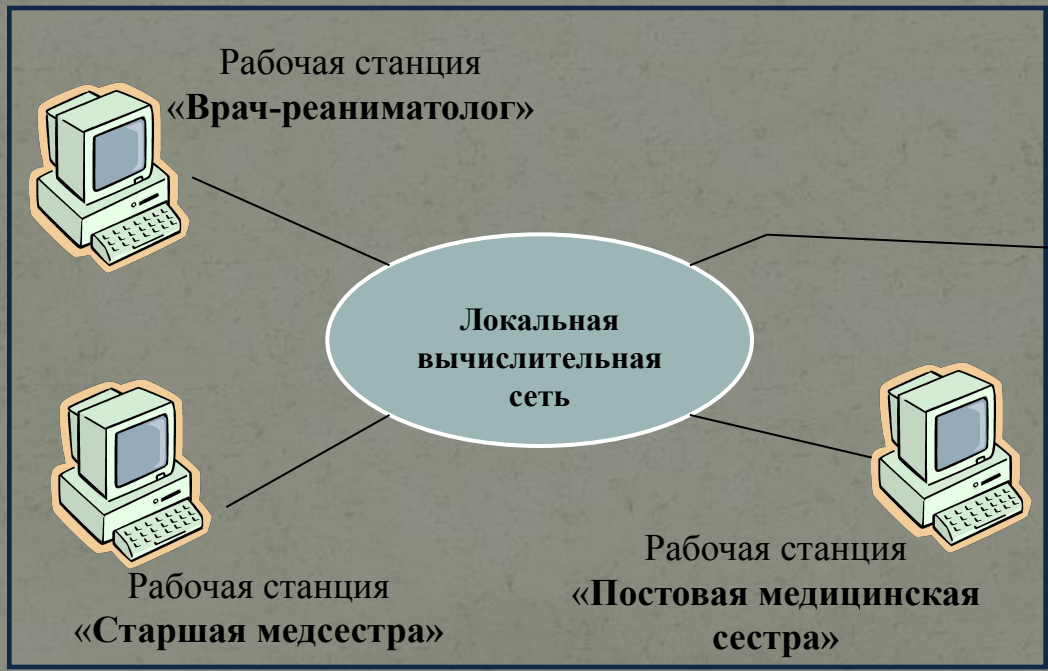 Рабочая станция
«Врач-реаниматолог»
Локальная
вычислительная
сеть
Рабочая станция
«Старшая медсестра»
Рабочая станция
«Постовая медицинская
сестра»